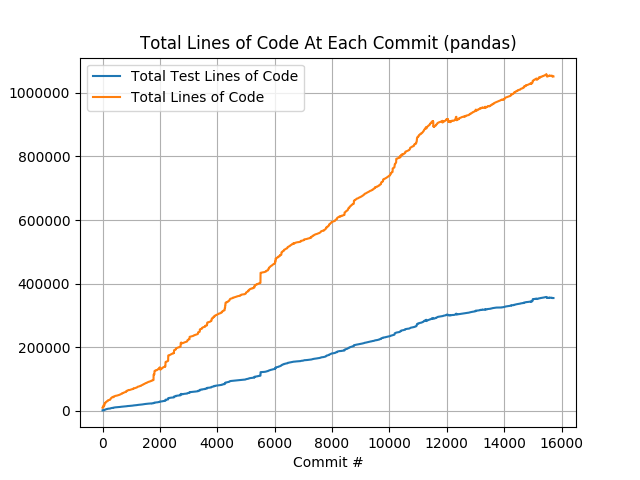 Total Lines of Code At Each Commit (pandas)
Total Test Lines of Code
Total Lines of Code
1000000
800000
600000
400000
200000
0
0 2000 4000 6000 8000 10000 12000 14000 16000
Commit #